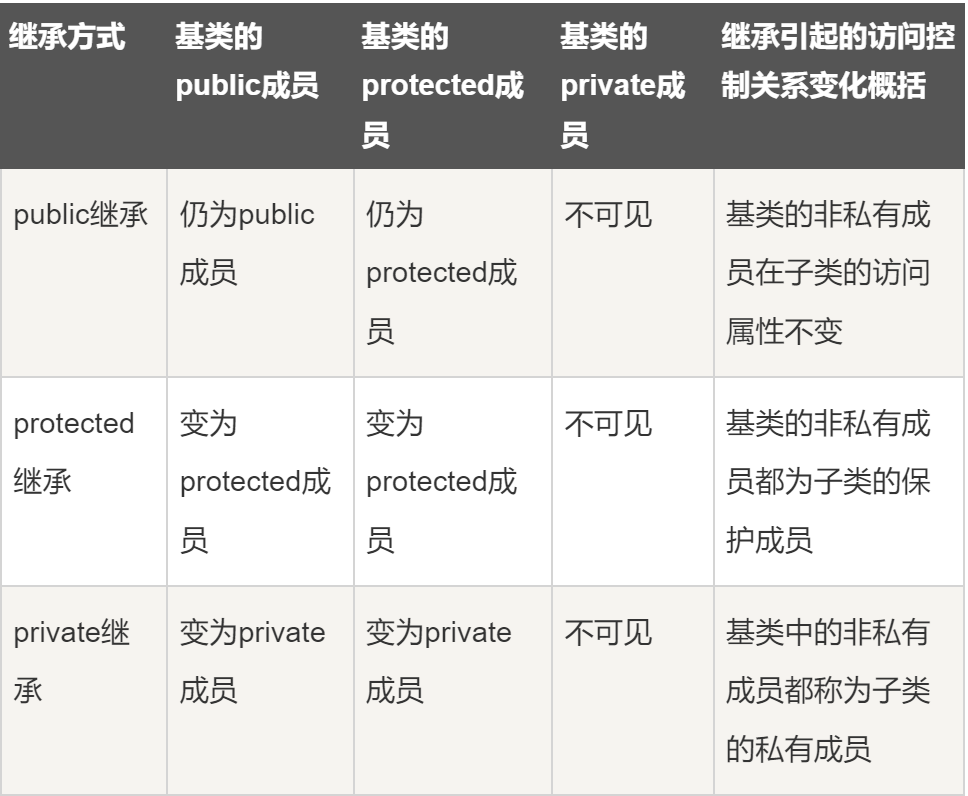 继承方式
基类的
public成员
基类的
protected成
员
基类的
private成
员
继承引起的访问控
制关系变化概括
public继承
仍为public
成员
仍为
protected成
员
不可见
基类的非私有成
员在子类的访问
属性不变
protected
继承
变为
protected成
员
变为
protected成
员
不可见
基类的非私有成
员都为子类的保
护成员
private继
承
变为private
成员
变为private
成员
不可见
基类中的非私有
成员都称为子类
的私有成员